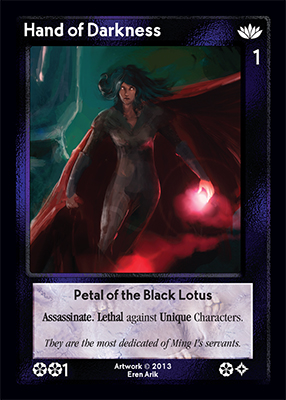 Hand of Darkness
1
Petal of the Black Lotus
Assassinate. Lethal against Unique Characters.
They are the most dedicated of Ming I's servants.
Artwork © 2013
Eren Arik
1